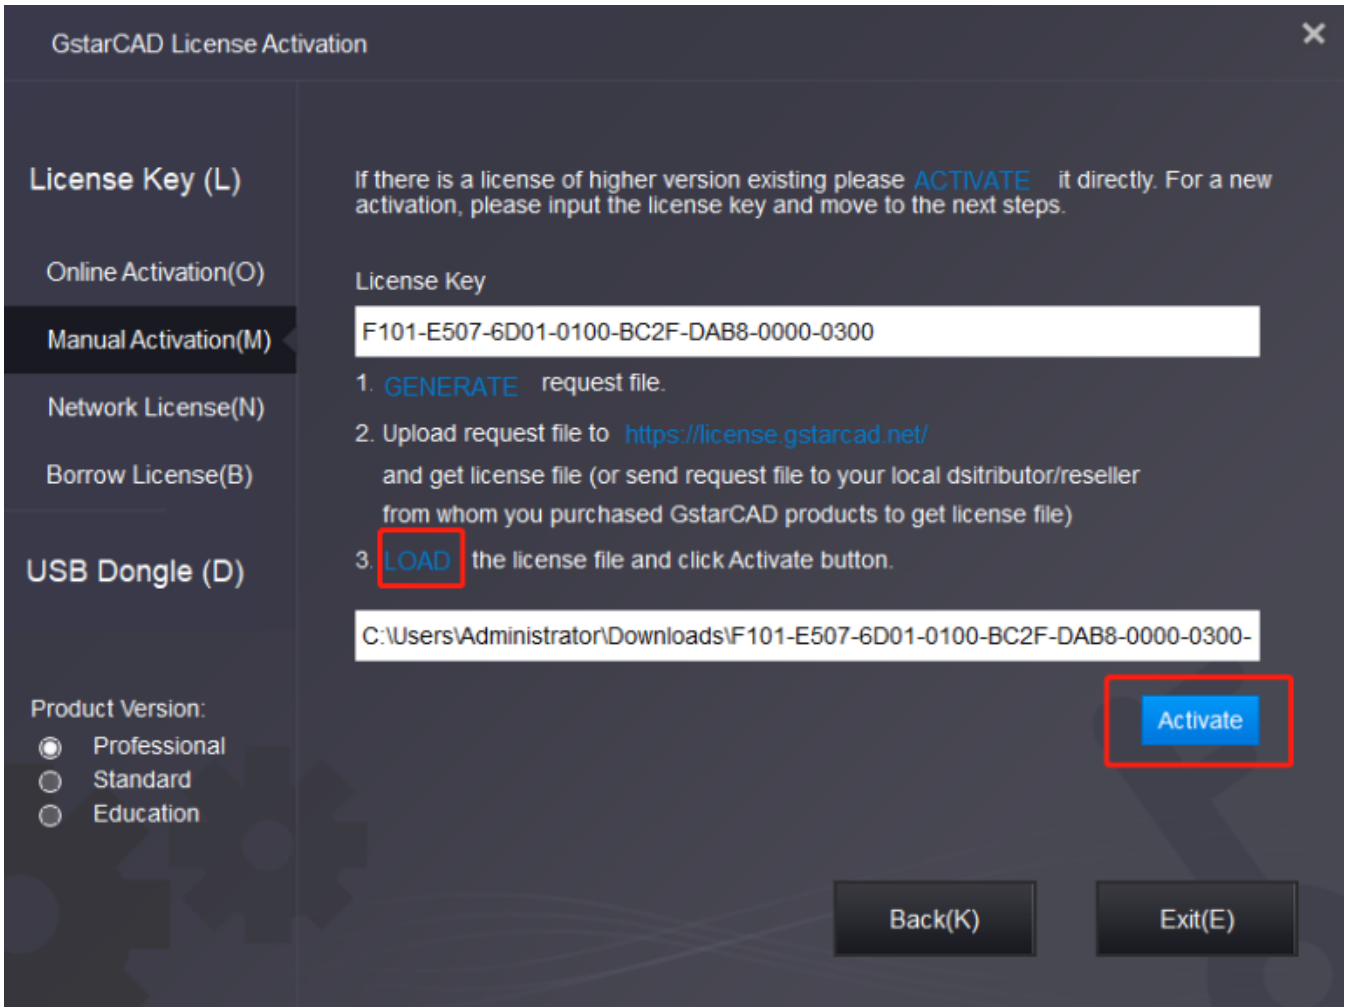 GstarCAD License Activation
License Key (L)
Online Activation(O)
Manual Activation(M)
Network License(N)
Borrow License(B)
USB Dongle (D)
Product Version:
Professional
Standard
Education
If there is a license of higher version existing please ACTIVATE it directly. For a new
activation, please input the license key and move to the next steps.
License Key
F101-E507-6D01-0100-BC2F-DAB8-0000-0300
1. GENERATE request file.
2. Upload request file to https://license.gstarcad.net/
and get license file (or send request file to your local dsitributor/reseller
from whom you purchased GstarCAD products to get license file)
3. LOAD the license file and click Activate button.
C:\Users\Administrator\Downloads\F101-E507-6D01-0100-BC2F-DAB8-0000-0300-
Activate
Back(K)
Exit(E)